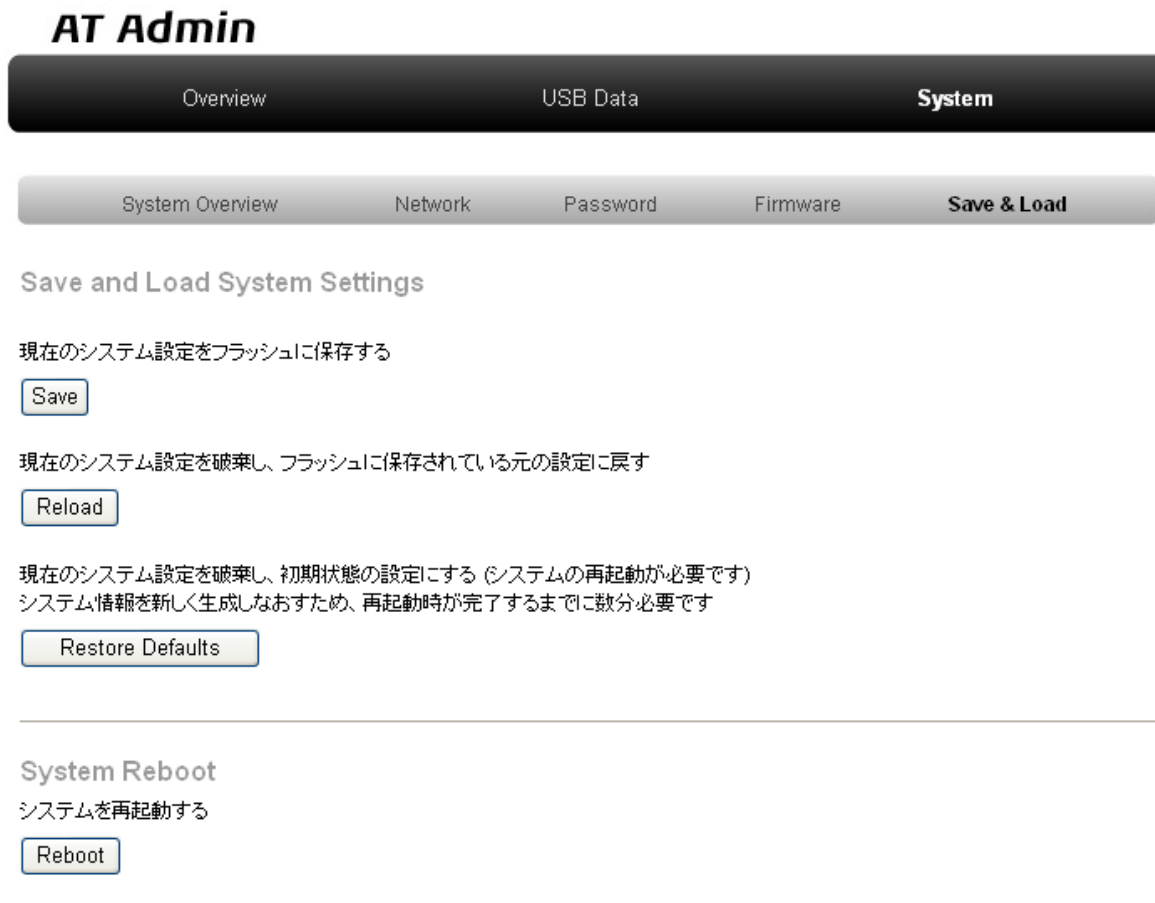 AT Admin
Overview USB Data System
System Overview Network Password Firmware Save & Load
Save and Load System Settings
現在のシステム設定をフラッシュに保存する
Save
現在のシステム設定を破棄し、フラッシュに保存されている元の設定に戻す
Reload
現在のシステム設定を破棄し、初期状態の設定にする (システムの再起動が必要です)
システム情報を新しく生成しなおすため、再起動時が完了するまでに数分必要です
Restore Defaults
System Reboot
システムを再起動する
Reboot